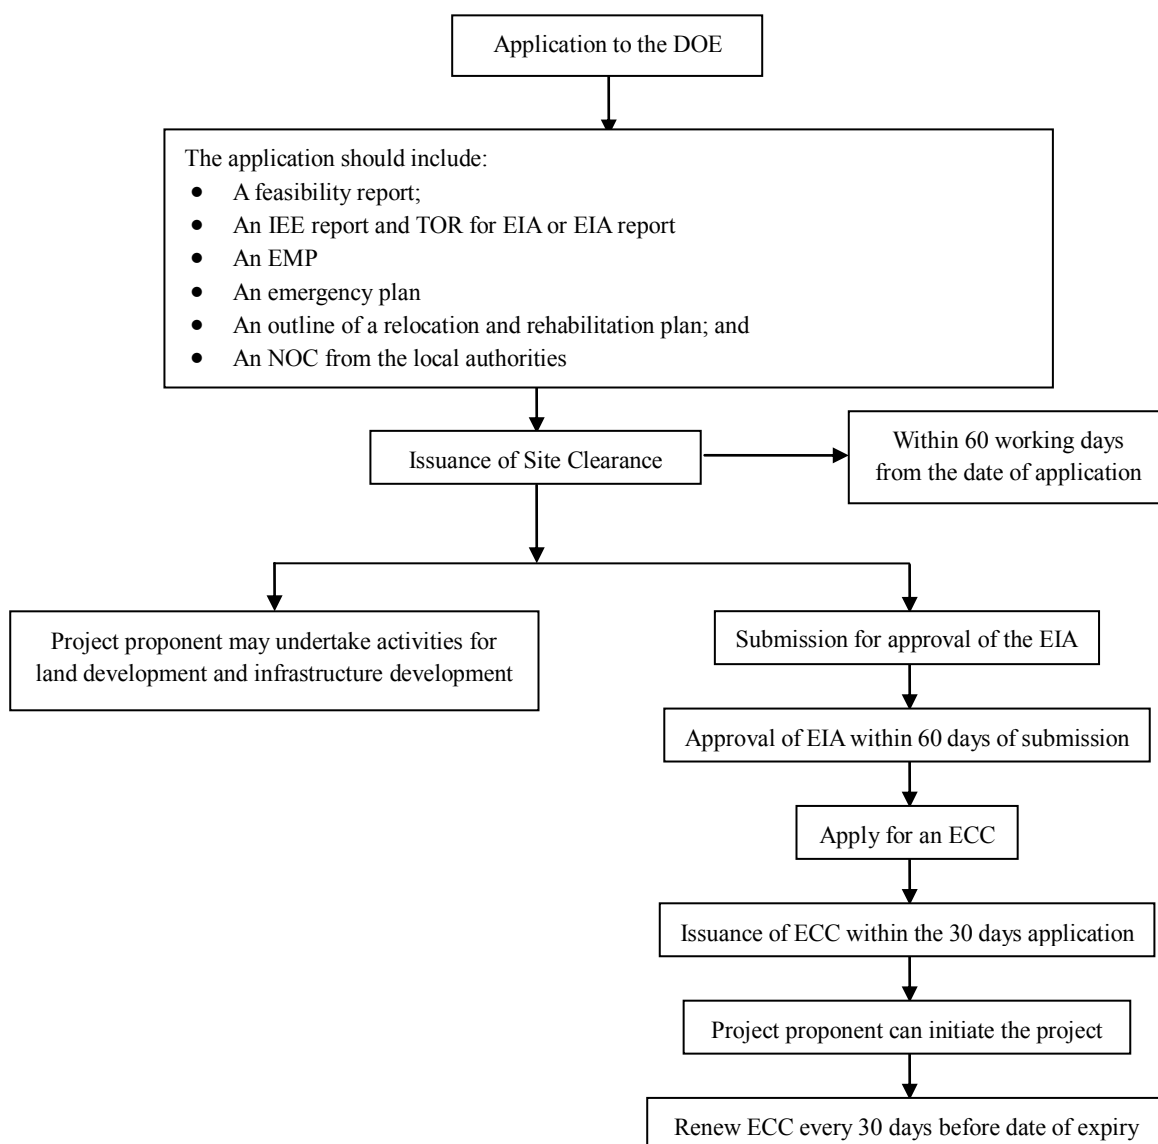 Application to the DOE
The application should include:
● A feasibility report;
● An IEE report and TOR for EIA or EIA report
● An EMP
● An emergency plan
● An outline of a relocation and rehabilitation plan; and
● An NOC from the local authorities
Issuance of Site Clearance
Within 60 working days
from the date of application
Project proponent may undertake activities for
land development and infrastructure development
Submission for approval of the EIA
Approval of EIA within 60 days of submission
Apply for an ECC
Issuance of ECC within the 30 days application
Project proponent can initiate the project
Renew ECC every 30 days before date of expiry